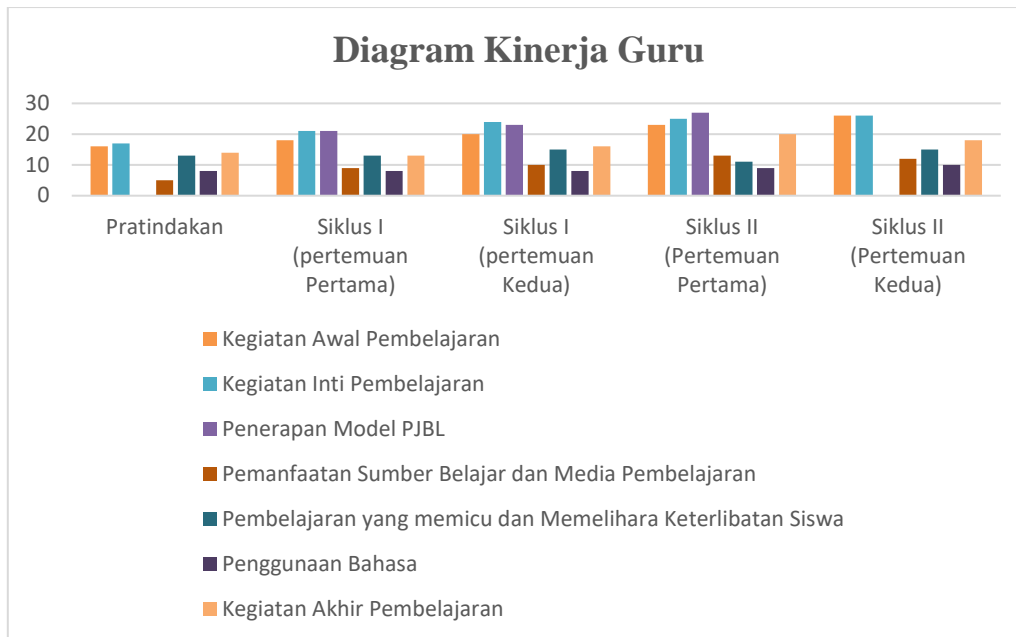 Diagram Kinerja Guru
30
20
10
0
Pratindakan
Siklus I
(pertemuan
Pertama)
Siklus I
(pertemuan
Kedua)
Siklus II
(Pertemuan
Pertama)
Siklus II
(Pertemuan
Kedua)
Kegiatan Awal Pembelajaran
Kegiatan Inti Pembelajaran
Penerapan Model PJBL
Pemanfaatan Sumber Belajar dan Media Pembelajaran
Pembelajaran yang memicu dan Memelihara Keterlibatan Siswa
Penggunaan Bahasa
Kegiatan Akhir Pembelajaran